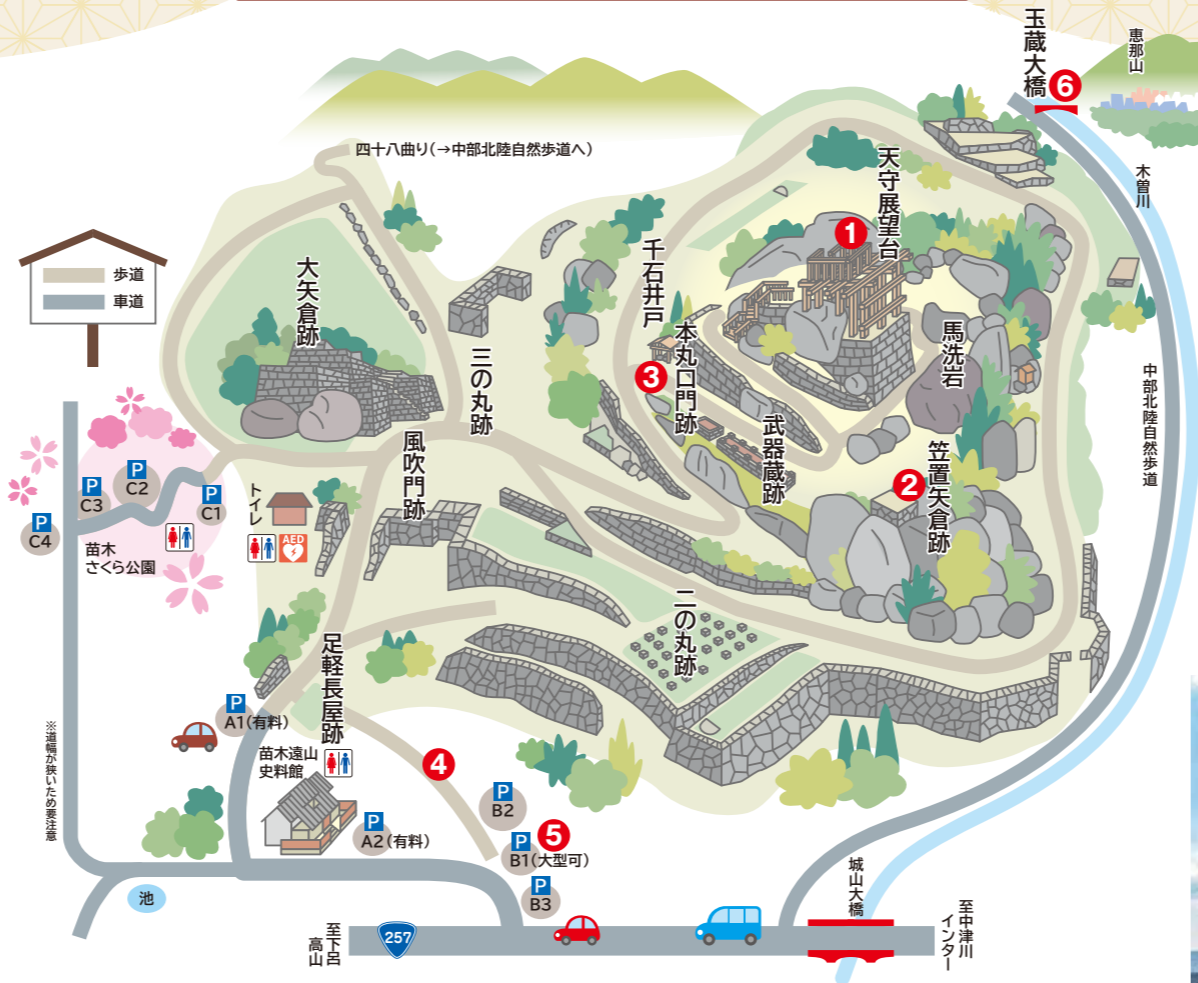 玉蔵大橋
6
恵那山
木曽川
四十八曲り(→中部北陸自然歩道へ)
天守展望台
1
千石井戸
歩道
車道
大矢倉跡
三の丸跡
本丸口門跡
3
馬洗岩
中部北陸自然歩道
武器蔵跡
笠置矢倉跡
2
風吹門跡
P
C3
P
C2
P
C1
P
C4
苗木
さくら公園
トイレ
AED
二の丸跡
足軽長屋跡
P
A1(有料)
※道幅が狭いため要注意
苗木遠山
史料館
4
P
A2(有料)
P
B2
5
P
B1(大型可)
P
B3
池
城山大橋
至下呂
高山
257
至中津川
インター